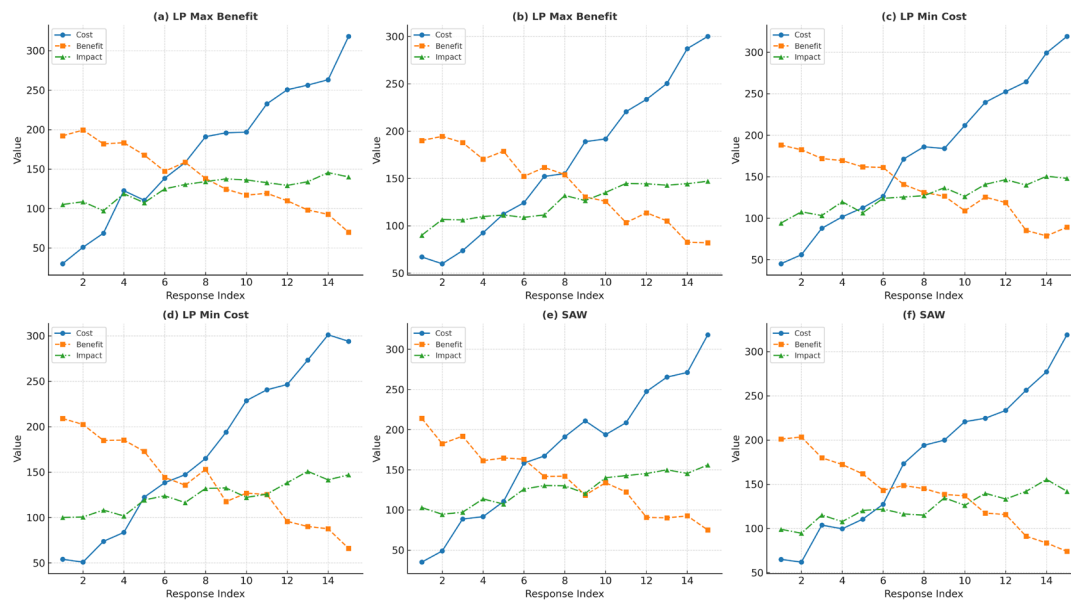 (a) LP Max Benefit
Cost
Benefit
Impact
300
250
200
150
100
50
Value
2 4 6 8 10 12 14
Response Index
(b) LP Max Benefit
Cost
Benefit
Impact
300
250
200
150
100
50
Value
2 4 6 8 10 12 14
Response Index
(c) LP Min Cost
Cost
Benefit
Impact
300
250
200
150
100
50
Value
2 4 6 8 10 12 14
Response Index
(d) LP Min Cost
Cost
Benefit
Impact
300
250
200
150
100
50
Value
2 4 6 8 10 12 14
Response Index
(e) SAW
Cost
Benefit
Impact
300
250
200
150
100
50
Value
2 4 6 8 10 12 14
Response Index
(f) SAW
Cost
Benefit
Impact
300
250
200
150
100
50
Value
2 4 6 8 10 12 14
Response Index